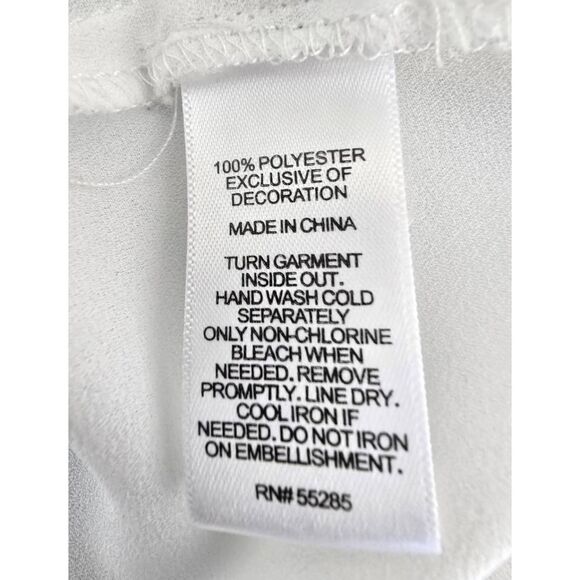 100% POLYESTER
EXCLUSIVE OF
DECORATION
MADE IN CHINA
TURN GARMENT
INSIDE OUT.
HAND WASH COLD
SEPARATELY
ONLY NON-CHLORINE
BLEACH WHEN
NEEDED. REMOVE
PROMPTLY. LINE DRY.
COOL IRON IF
NEEDED. DO NOT IRON
ON EMBELLISHMENT.
RN# 55285